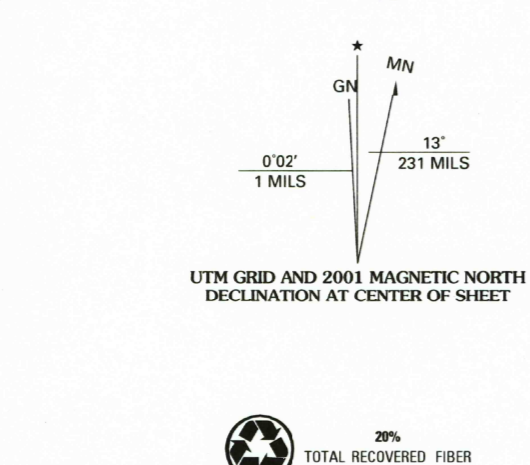 ★
MN
GN
13°
231 MILS
0°02′
1 MILS
UTM GRID AND 2001 MAGNETIC NORTH
DECLINATION AT CENTER OF SHEET
20%
TOTAL RECOVERED FIBER